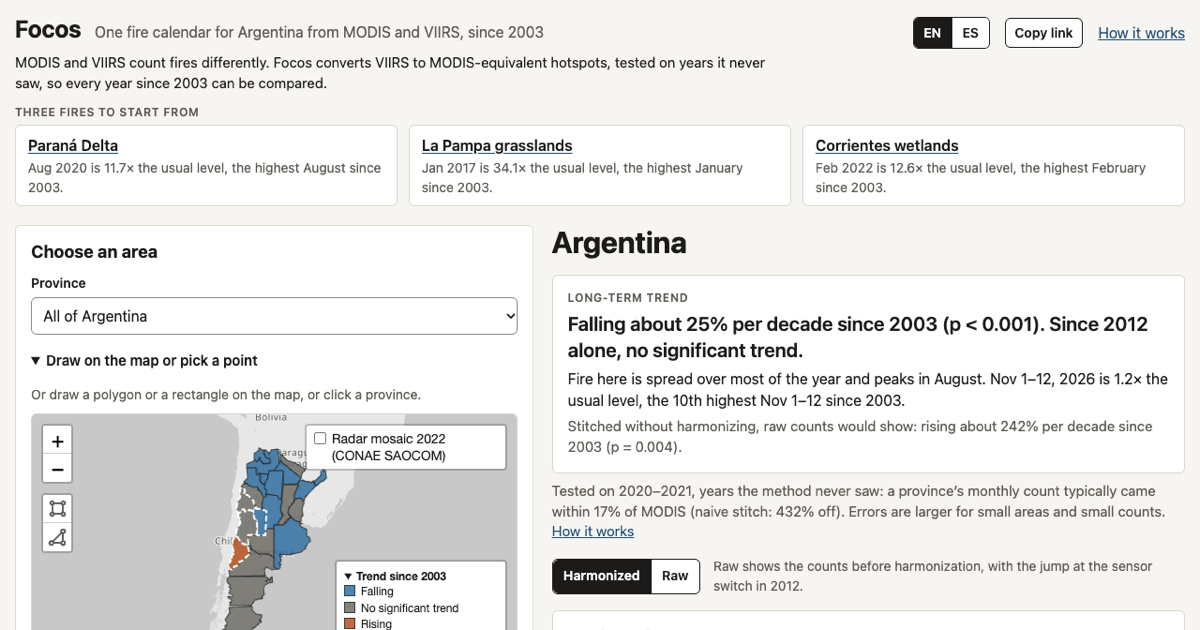 Focos One fire calendar for Argentina from MODIS and VIIRS, since 2003
EN ES Copy link How it works
MODIS and VIIRS count fires differently. Focos converts VIIRS to MODIS-equivalent hotspots, tested on years it never
saw, so every year since 2003 can be compared.
THREE FIRES TO START FROM
Paraná Delta
Aug 2020 is 11.7× the usual level, the highest August since
2003.
La Pampa grasslands
Jan 2017 is 34.1× the usual level, the highest January
since 2003.
Corrientes wetlands
Feb 2022 is 12.6× the usual level, the highest February
since 2003.
Choose an area
Province
All of Argentina
▼ Draw on the map or pick a point
Or draw a polygon or a rectangle on the map, or click a province.
Bolivia
+
−
Radar mosaic 2022
(CONAE SAOCOM)
▼ Trend since 2003
Falling
No significant trend
Rising
Argentina
LONG-TERM TREND
Falling about 25% per decade since 2003 (p < 0.001). Since 2012
alone, no significant trend.
Fire here is spread over most of the year and peaks in August. Nov 1–12, 2026 is 1.2× the
usual level, the 10th highest Nov 1–12 since 2003.
Stitched without harmonizing, raw counts would show: rising about 242% per decade since
2003 (p = 0.004).
Tested on 2020–2021, years the method never saw: a province's monthly count typically came
within 17% of MODIS (naive stitch: 432% off). Errors are larger for small areas and small counts.
How it works
Harmonized Raw
Raw shows the counts before harmonization, with the jump at the sensor
switch in 2012.